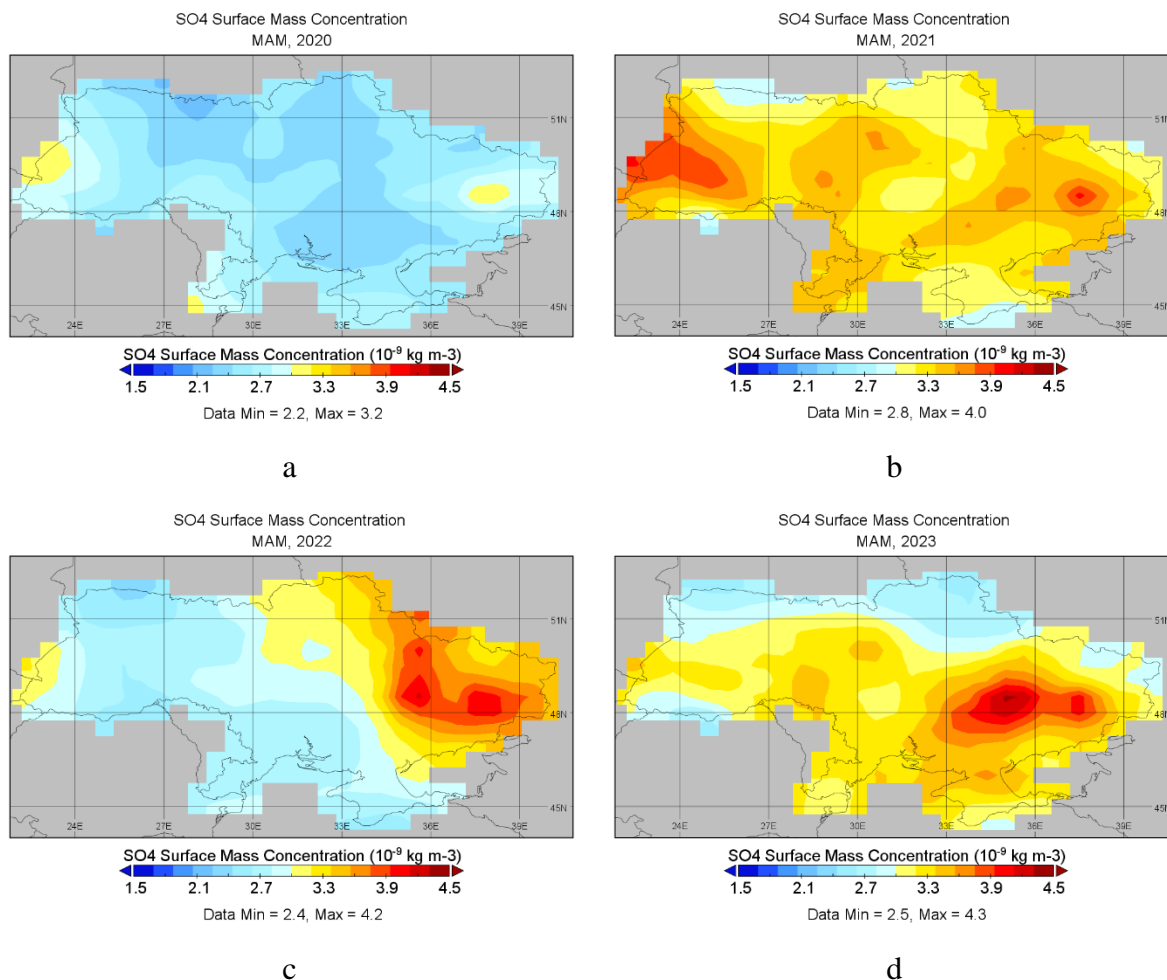 SO4 Surface Mass Concentration
MAM, 2020
51N
48N
45N
24E 27E 30E 33E 36E 39E
SO4 Surface Mass Concentration (10⁻⁹ kg m-3)
1.5 2.1 2.7 3.3 3.9 4.5
Data Min = 2.2, Max = 3.2
a
SO4 Surface Mass Concentration
MAM, 2021
51N
48N
45N
24E 27E 30E 33E 36E 39E
SO4 Surface Mass Concentration (10⁻⁹ kg m-3)
1.5 2.1 2.7 3.3 3.9 4.5
Data Min = 2.8, Max = 4.0
b
SO4 Surface Mass Concentration
MAM, 2022
51N
48N
45N
24E 27E 30E 33E 36E 39E
SO4 Surface Mass Concentration (10⁻⁹ kg m-3)
1.5 2.1 2.7 3.3 3.9 4.5
Data Min = 2.4, Max = 4.2
c
SO4 Surface Mass Concentration
MAM, 2023
51N
48N
45N
24E 27E 30E 33E 36E 39E
SO4 Surface Mass Concentration (10⁻⁹ kg m-3)
1.5 2.1 2.7 3.3 3.9 4.5
Data Min = 2.5, Max = 4.3
d